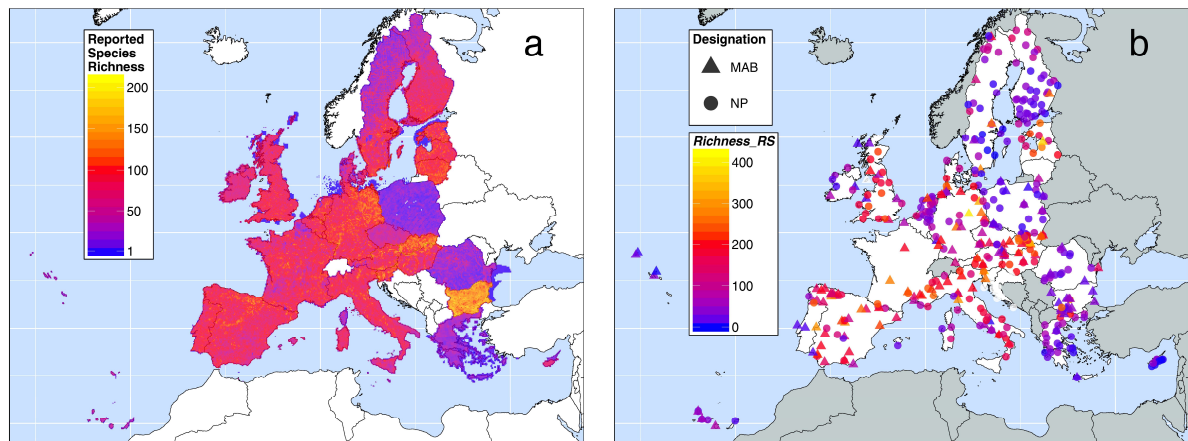 a
Reported
Species
Richness
200
150
100
50
1
b
Designation
MAB
NP
Richness_RS
400
300
200
100
0